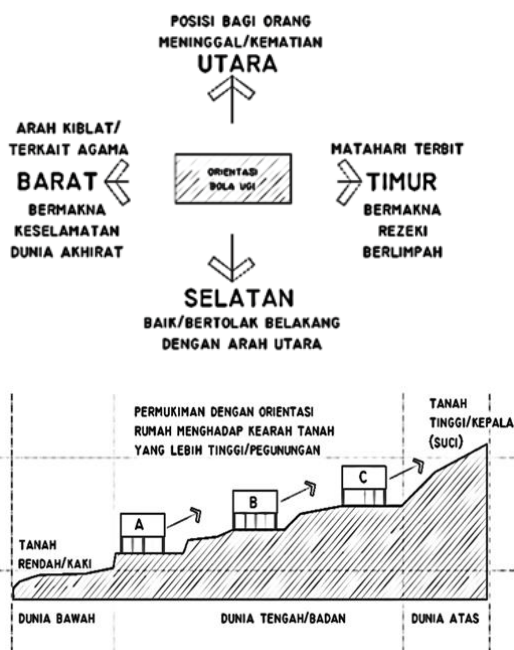 POSISI BAGI ORANG
MENINGGAL/KEMATIAN
UTARA
ARAH KIBLAT/
TERKAIT AGAMA
BARAT
BERMAKNA
KESELAMATAN
DUNIA AKHIRAT
ORIENTASI
BOLA UGI
MATAHARI TERBIT
TIMUR
BERMAKNA
REZEKI
BERLIMPAH
SELATAN
BAIK/BERTOLAK BELAKANG
DENGAN ARAH UTARA
PERMUKIMAN DENGAN ORIENTASI
RUMAH MENGHADAP KEARAH TANAH
YANG LEBIH TINGGI/PEGUNUNGAN
TANAH
TINGGI/KEPALA
(SUCI)
A
B
C
TANAH
RENDAH/KAKI
DUNIA BAWAH
DUNIA TENGAH/BADAN
DUNIA ATAS